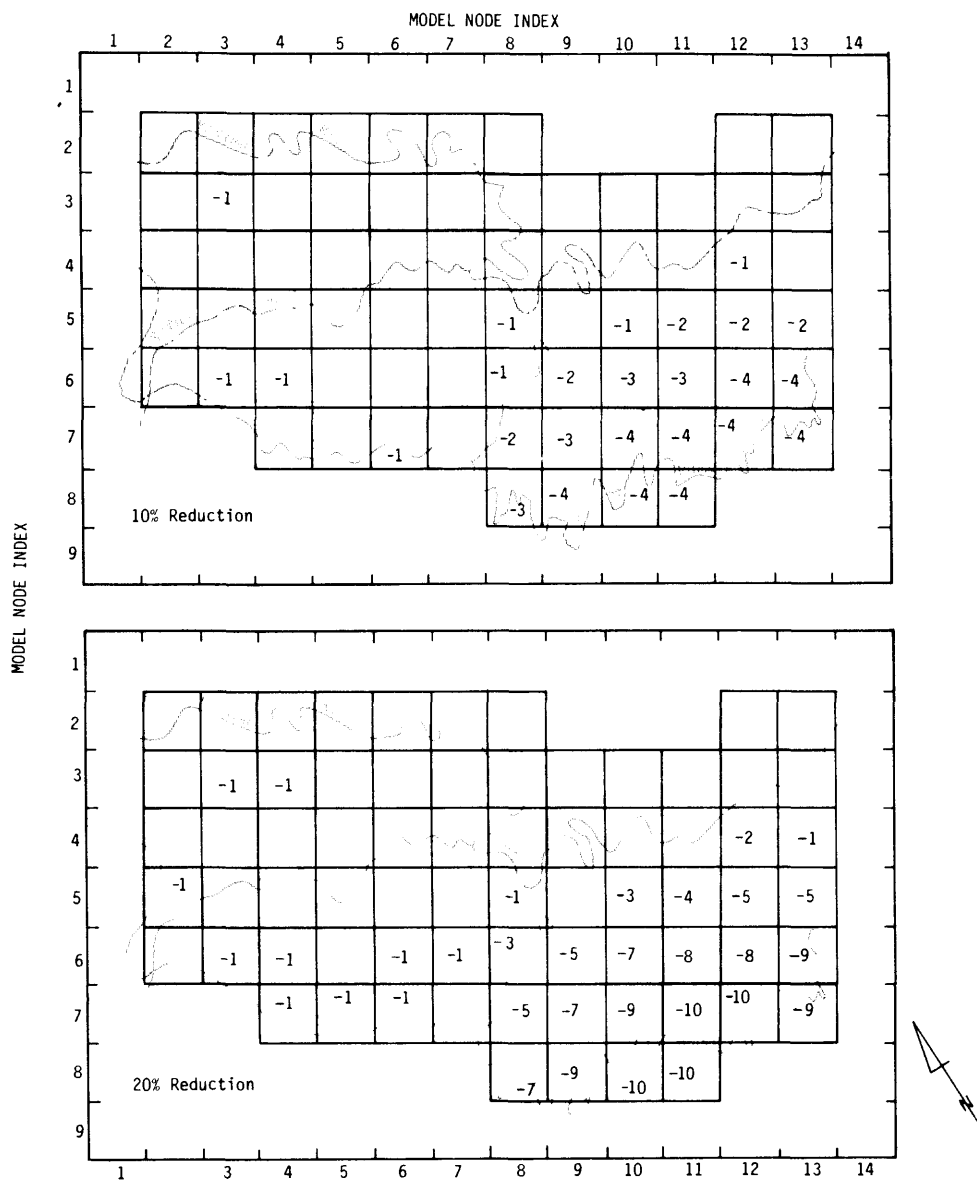 MODEL NODE INDEX
1 2 3 4 5 6 7 8 9 10 11 12 13 14
1
2
3 -1
4 -1
5 -1 -1 -2 -2 -2
6 -1 -1 -1 -2 -3 -3 -4 -4
7 -1 -2 -3 -4 -4 -4 -4
8 -3 -4 -4 -4
10% Reduction
9
MODEL NODE INDEX
1
2
3 -1 -1
4 -2 -1
5 -1 -1 -3 -4 -5 -5
6 -1 -1 -1 -1 -3 -5 -7 -8 -8 -9
7 -1 -1 -1 -5 -7 -9 -10 -10 -9
8 -7 -9 -10 -10
20% Reduction
9
1 2 3 4 5 6 7 8 9 10 11 12 13 14
N